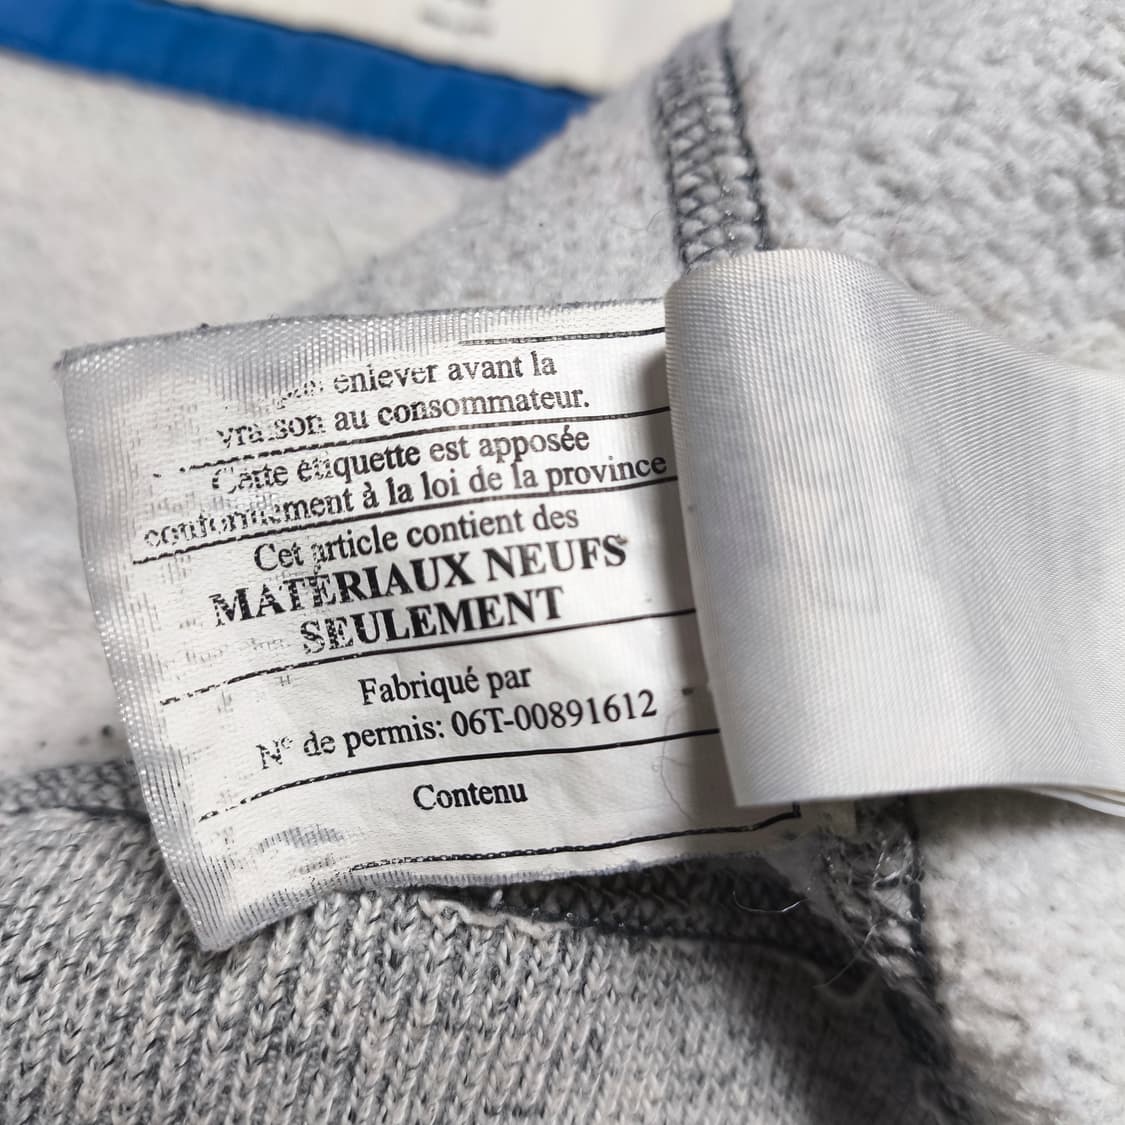 enlever avant la
vraison au consommateur.
Cette étiquette est apposée
conformément à la loi de la province
Cet article contient des
MATÉRIAUX NEUFS
SEULEMENT
Fabriqué par
N° de permis: 06T-00891612
Contenu